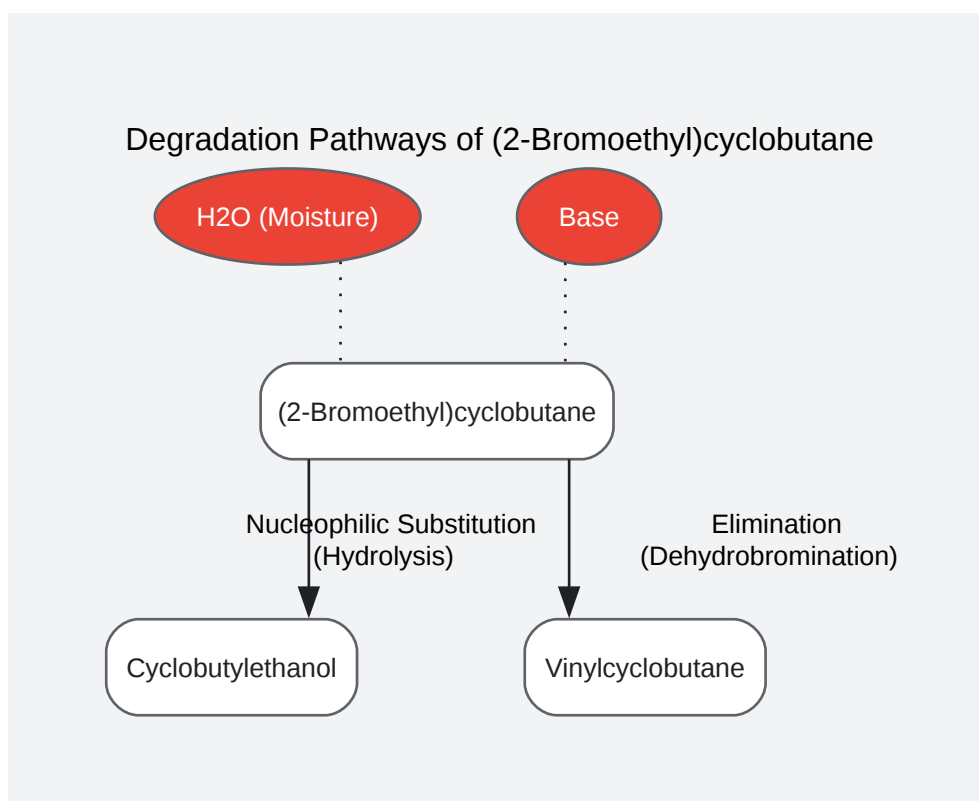 Degradation Pathways of (2-Bromoethyl)cyclobutane
H2O (Moisture)
Base
(2-Bromoethyl)cyclobutane
Nucleophilic Substitution
(Hydrolysis)
Elimination
(Dehydrobromination)
Cyclobutylethanol
Vinylcyclobutane